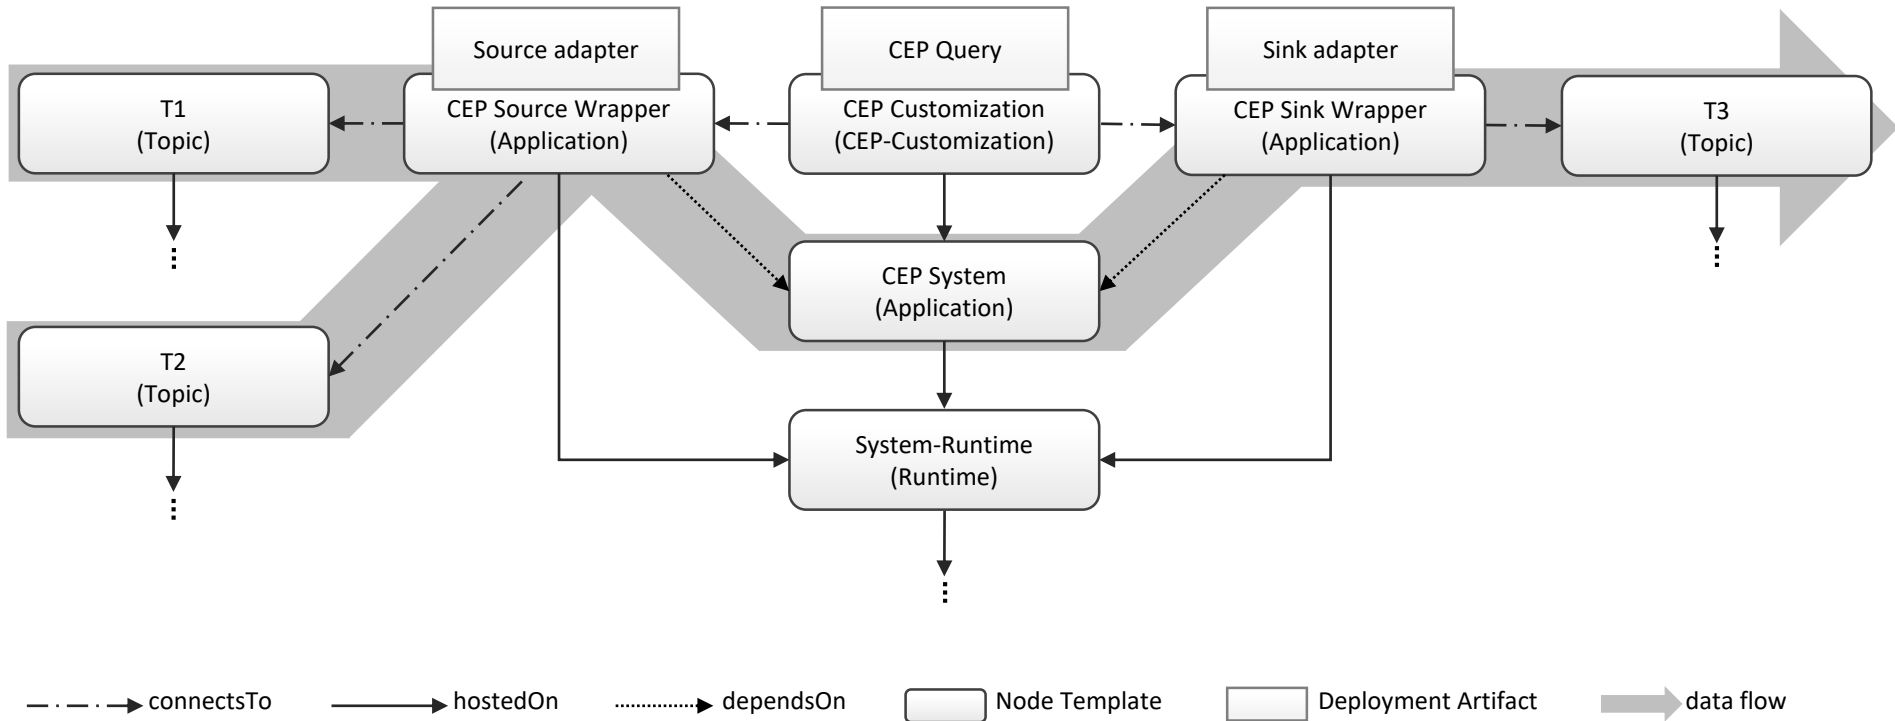 Source adapter
CEP Query
Sink adapter
T1
(Topic)
CEP Source Wrapper
(Application)
CEP Customization
(CEP-Customization)
CEP Sink Wrapper
(Application)
T3
(Topic)
CEP System
(Application)
T2
(Topic)
System-Runtime
(Runtime)
connectsTo
hostedOn
dependsOn
Node Template
Deployment Artifact
data flow